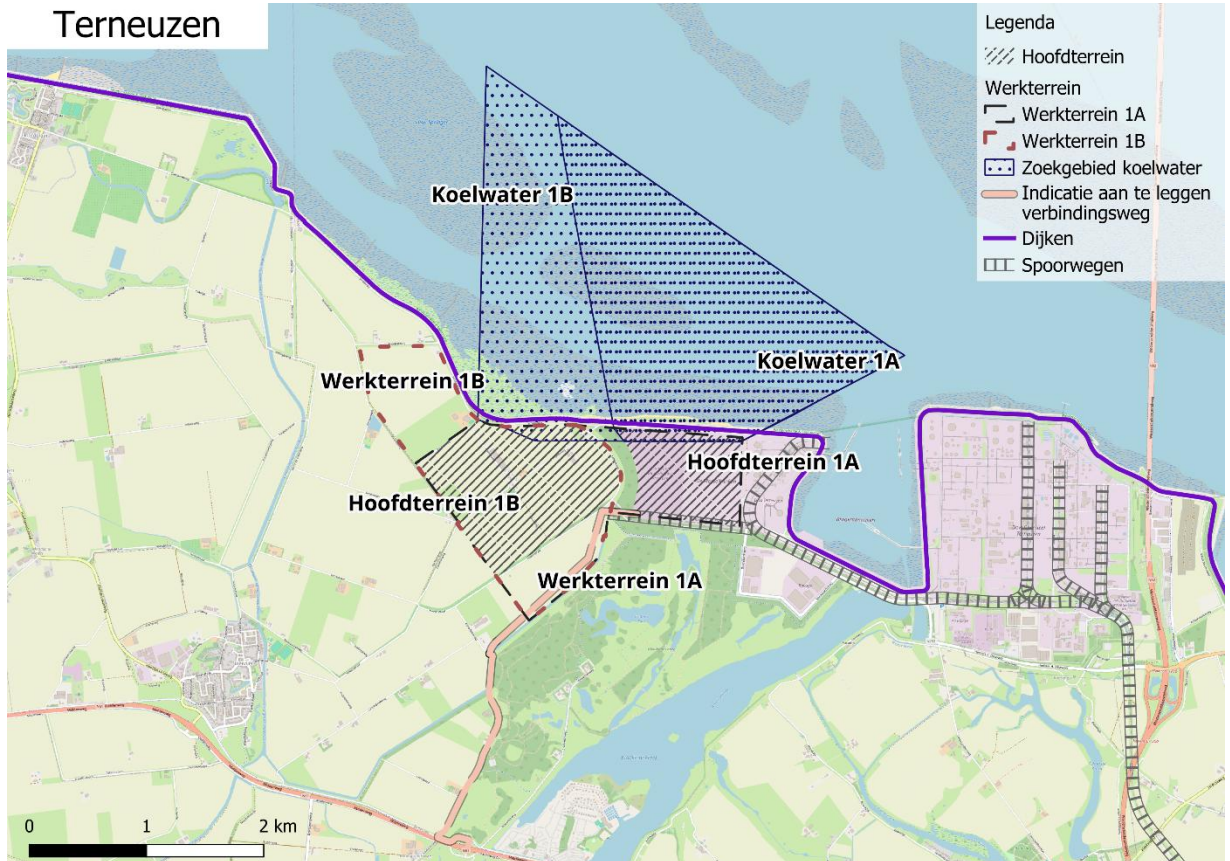 Terneuzen
Legenda
Hoofdterrein
Werkterrein
Werkterrein 1A
Werkterrein 1B
Zoekgebied koelwater
Indicatie aan te leggen
verbindingsweg
Dijken
Spoorwegen
Koelwater 1B
Koelwater 1A
Werkterrein 1B
Hoofdterrein 1A
Hoofdterrein 1B
Werkterrein 1A
0 1 2 km